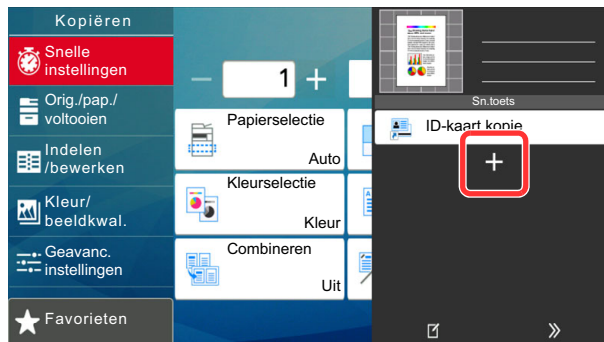 Kopiëren
Snelle
instellingen
Orig./pap./
voltooien
Indelen
/bewerken
Kleur/
beeldkwal.
Geavanc.
instellingen
Favorieten
1
Papierselectie
Auto
Kleurselectie
Kleur
Combineren
Uit
Sn.toets
ID-kaart kopie